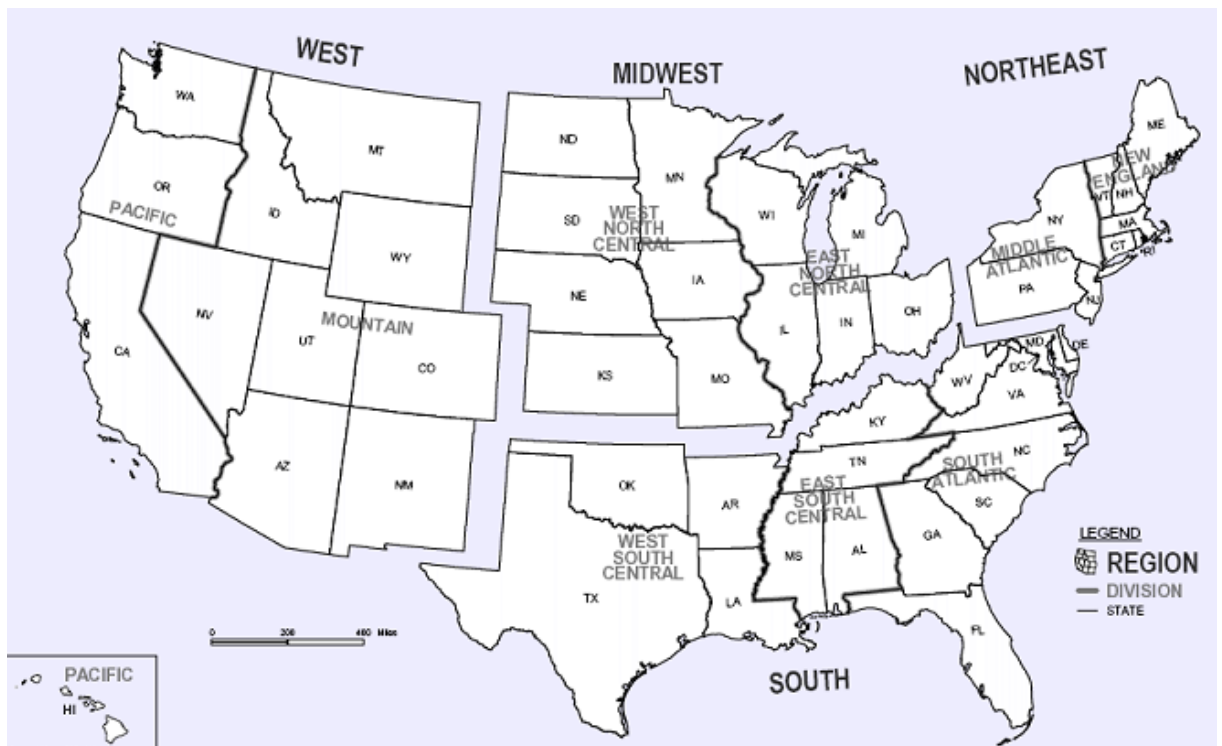 WEST
MIDWEST
NORTHEAST
WA
MT
ND
MN
ME
OR
ID
SD
WI
MI
NY
VT
NH
NEW
ENGLAND
PACIFIC
WEST
NORTH
CENTRAL
MA
CT
RI
WY
EAST
NORTH
CENTRAL
MIDDLE
ATLANTIC
PA
NJ
NE
IA
NV
UT
MOUNTAIN
CO
CA
KS
MO
IL
IN
OH
WV
MD
DE
DC
VA
KY
AZ
NM
OK
AR
TN
NC
EAST
SOUTH
CENTRAL
SOUTH
ATLANTIC
SC
WEST
SOUTH
CENTRAL
TX
LA
MS
AL
GA
FL
LEGEND
REGION
DIVISION
STATE
0 200 400 Miles
PACIFIC
HI
SOUTH